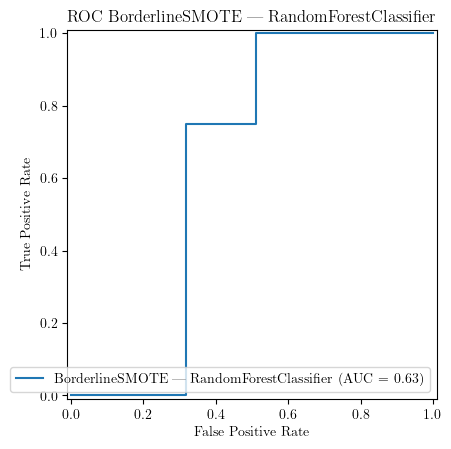 ROC BorderlineSMOTE — RandomForestClassifier
1.0
0.8
0.6
0.4
0.2
0.0
True Positive Rate
BorderlineSMOTE — RandomForestClassifier (AUC = 0.63)
0.0 0.2 0.4 0.6 0.8 1.0
False Positive Rate